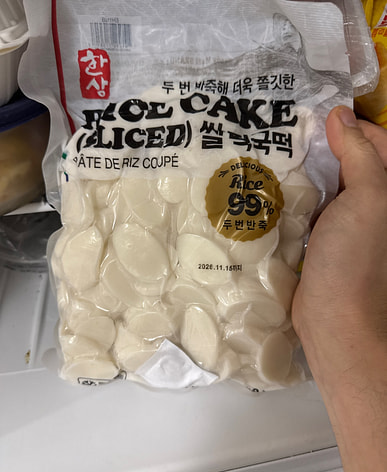 한상
두 번 반죽해 더욱 쫄깃한
RICE CAKE
(SLICED) 쌀떡국떡
PÂTE DE RIZ COUPÉ
DELICIOUS
Rice
99%
두번반죽
2026.11.15까지